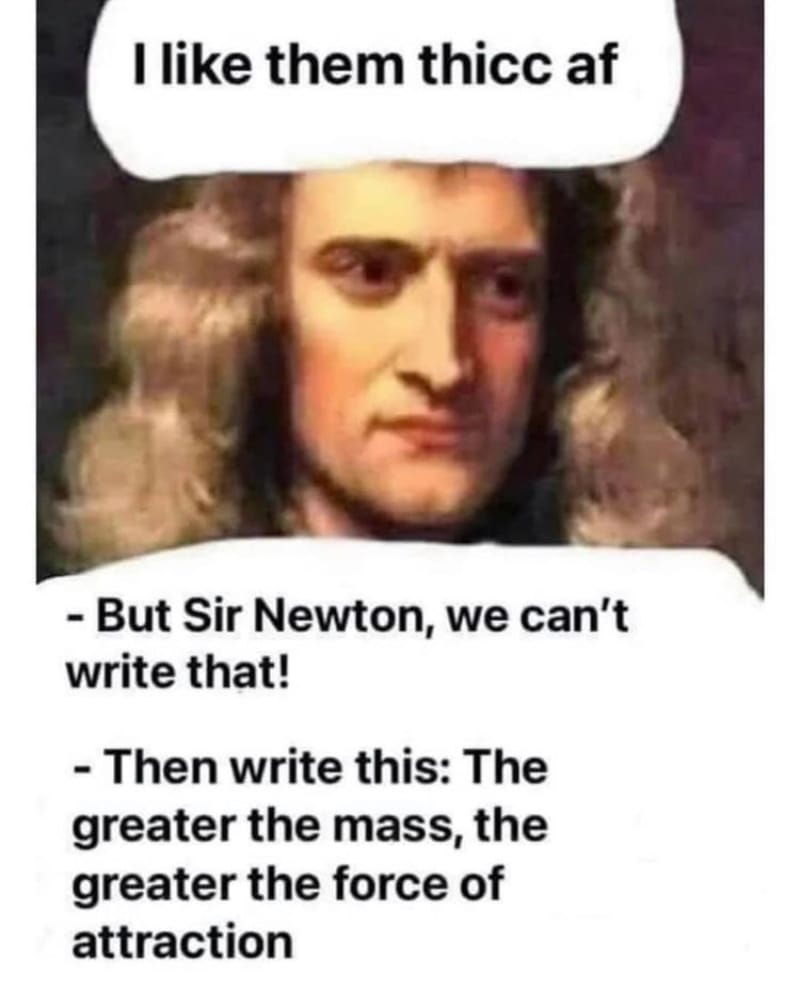 I like them thicc af
- But Sir Newton, we can't
write that!
- Then write this: The
greater the mass, the
greater the force of
attraction